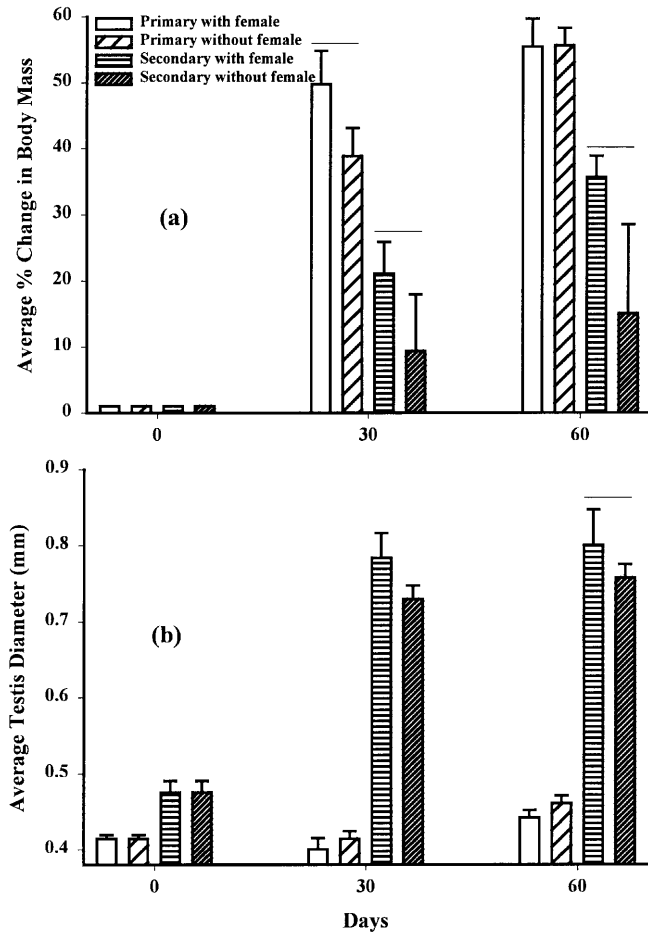 Primary with female
Primary without female
Secondary with female
Secondary without female
Average % Change in Body Mass
60
50
40
30
20
10
0
(a)
0 30 60
Average Testis Diameter (mm)
0.9
0.8
0.7
0.6
0.5
0.4
(b)
0 30 60
Days